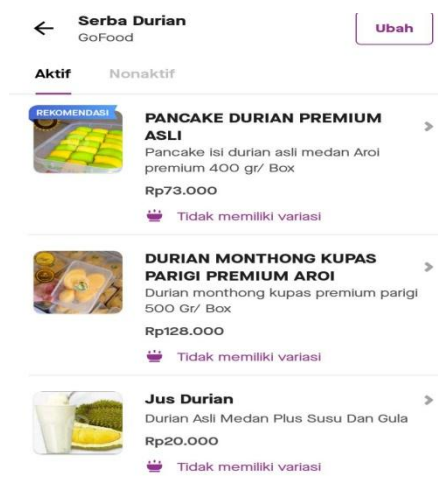 Serba Durian
GoFood
Ubah
Aktif
Nonaktif
REKOMENDASI
PANCAKE DURIAN PREMIUM
ASLI
Pancake isi durian asli medan Aroi
premium 400 gr/ Box
Rp73.000
Tidak memiliki variasi
DURIAN MONTHONG KUPAS
PARIGI PREMIUM AROI
Durian monthong kupas premium parigi
500 Gr/ Box
Rp128.000
Tidak memiliki variasi
Jus Durian
Durian Asli Medan Plus Susu Dan Gula
Rp20.000
Tidak memiliki variasi